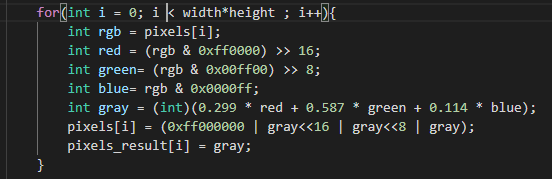 for(int i = 0; i < width*height ; i++){
int rgb = pixels[i];
int red = (rgb & 0xff0000) >> 16;
int green= (rgb & 0x00ff00) >> 8;
int blue= rgb & 0x0000ff;
int gray = (int)(0.299 * red + 0.587 * green + 0.114 * blue);
pixels[i] = (0xff000000 | gray<<16 | gray<<8 | gray);
pixels_result[i] = gray;
}